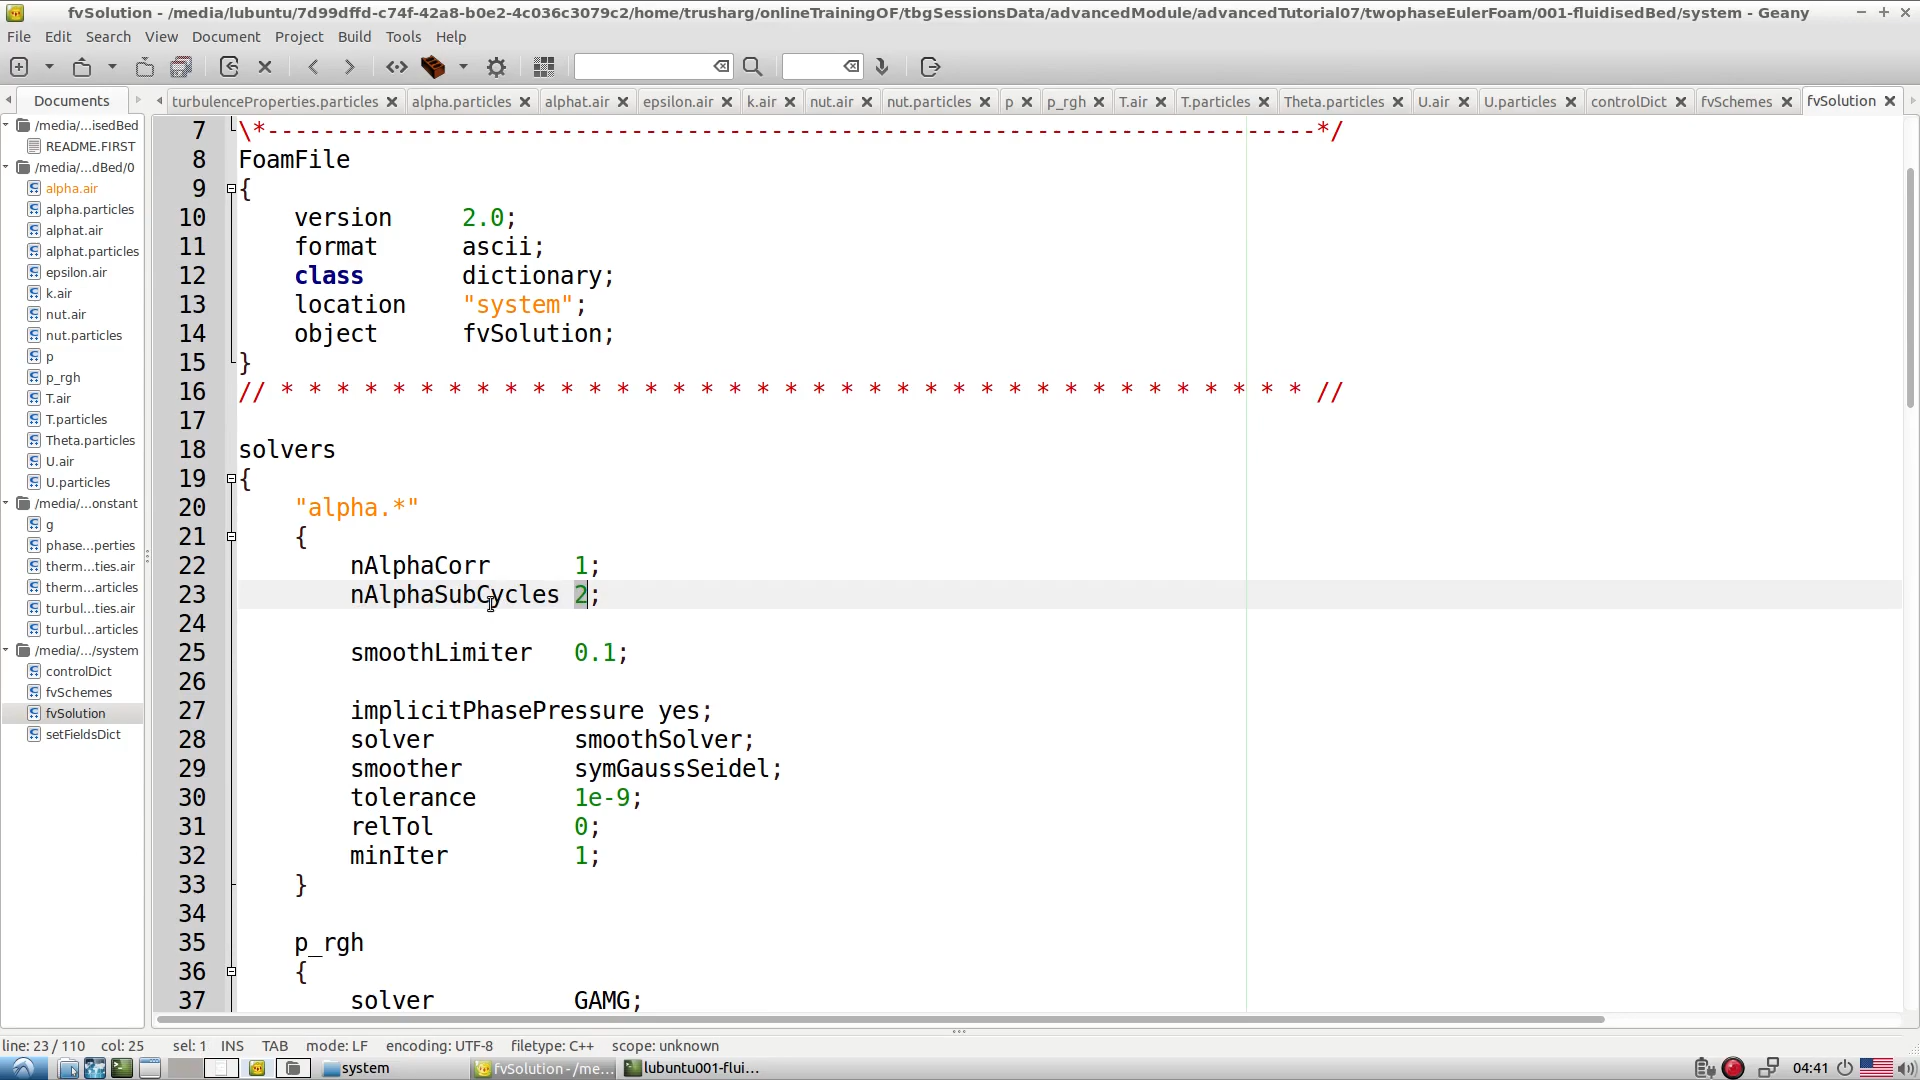 fvSolution - /media/lubuntu/7d99dffd-c74f-42a8-b0e2-4c036c3079c2/home/trusharg/onlineTrainingOF/tbgSessionsData/advancedModule/advancedTutorial07/twophaseEulerFoam/001-fluidisedBed/system - Geany
File Edit Search View Document Project Build Tools Help
Documents
turbulenceProperties.particles alpha.particles alphat.air epsilon.air k.air nut.air nut.particles p p_rgh T.air T.particles Theta.particles U.air U.particles controlDict fvSchemes fvSolution
/media/...isedBed
README.FIRST
/media/...dBed/0
alpha.air
alpha.particles
alphat.air
alphat.particles
epsilon.air
k.air
nut.air
nut.particles
p
p_rgh
T.air
T.particles
Theta.particles
U.air
U.particles
/media/...onstant
g
phase...perties
therm...ties.air
therm...articles
turbul...ties.air
turbul...articles
/media/.../system
controlDict
fvSchemes
fvSolution
setFieldsDict
7 \*---------------------------------------------------------------------------*/
8 FoamFile
9 {
10 version 2.0;
11 format ascii;
12 class dictionary;
13 location "system";
14 object fvSolution;
15 }
16 // * * * * * * * * * * * * * * * * * * * * * * * * * * * * * * * * * * * * * //
17
18 solvers
19 {
20 "alpha.*"
21 {
22 nAlphaCorr 1;
23 nAlphaSubCycles 2;
24
25 smoothLimiter 0.1;
26
27 implicitPhasePressure yes;
28 solver smoothSolver;
29 smoother symGaussSeidel;
30 tolerance 1e-9;
31 relTol 0;
32 minIter 1;
33 }
34
35 p_rgh
36 {
37 solver GAMG;
line: 23 / 110 col: 25 sel: 1 INS TAB mode: LF encoding: UTF-8 filetype: C++ scope: unknown
system fvSolution - /me... lubuntu001-flui... 04:41